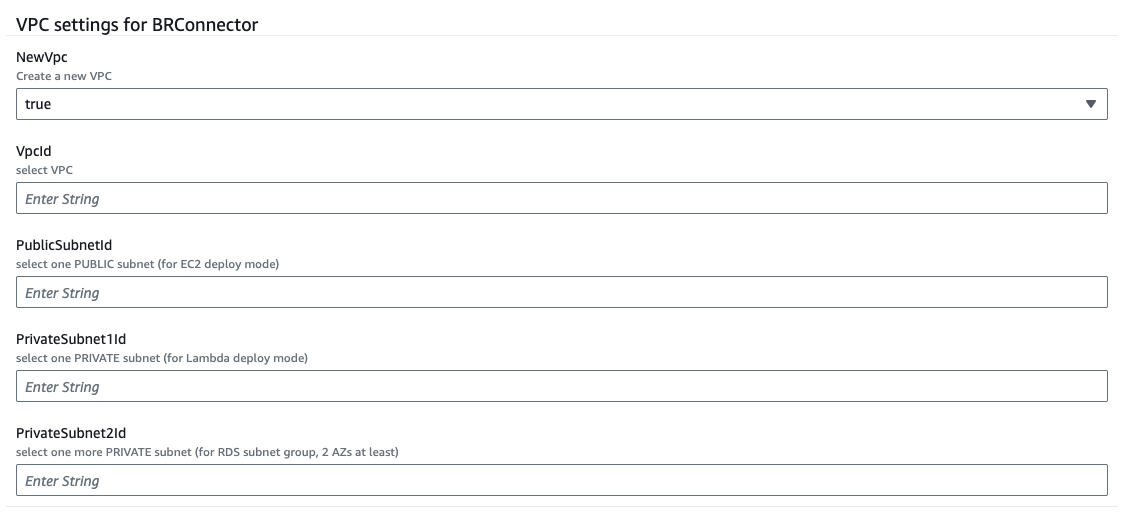 VPC settings for BRConnector
NewVpc
Create a new VPC
true
VpcId
select VPC
Enter String
PublicSubnetId
select one PUBLIC subnet (for EC2 deploy mode)
Enter String
PrivateSubnet1Id
select one PRIVATE subnet (for Lambda deploy mode)
Enter String
PrivateSubnet2Id
select one more PRIVATE subnet (for RDS subnet group, 2 AZs at least)
Enter String